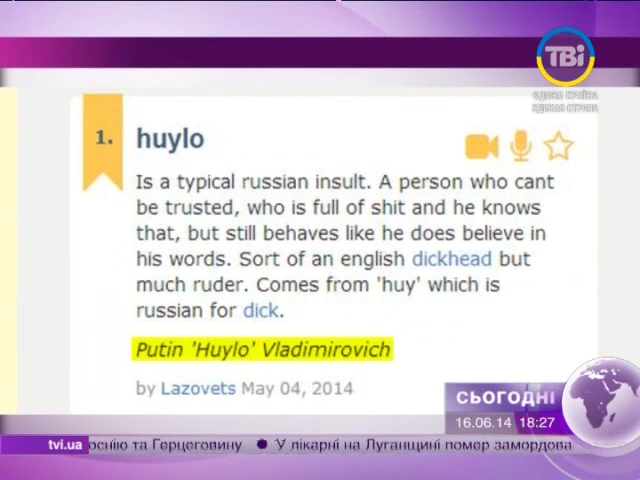 ТВі
ЄДИНА КРАЇНА
ЕДИНАЯ СТРАНА
1.
huylo
Is a typical russian insult. A person who cant
be trusted, who is full of shit and he knows
that, but still behaves like he does believe in
his words. Sort of an english dickhead but
much ruder. Comes from 'huy' which is
russian for dick.
Putin 'Huylo' Vladimirovich
by Lazovets May 04, 2014
СЬОГОДНІ
16.06.14 18:27
tvi.ua оснію та Герцеговину ● У лікарні на Луганщині помер замордова